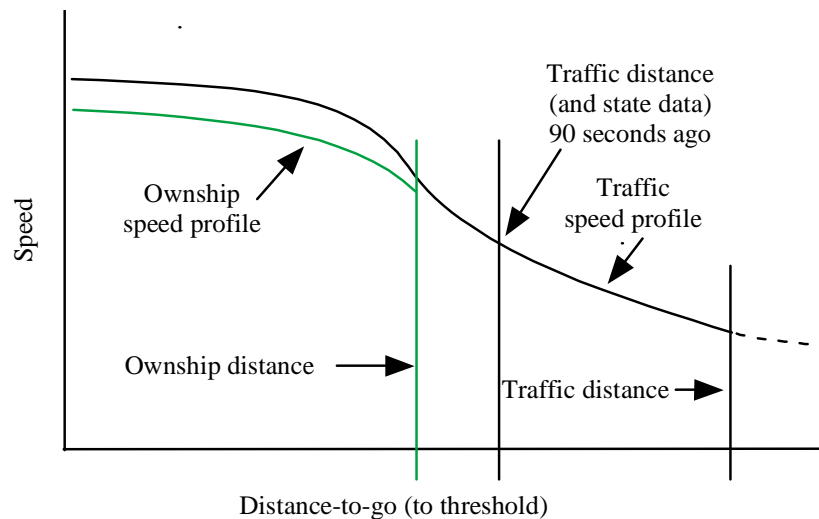 Traffic distance
(and state data)
90 seconds ago
Traffic
speed profile
Ownship
speed profile
Speed
Ownship distance
Traffic distance
Distance-to-go (to threshold)